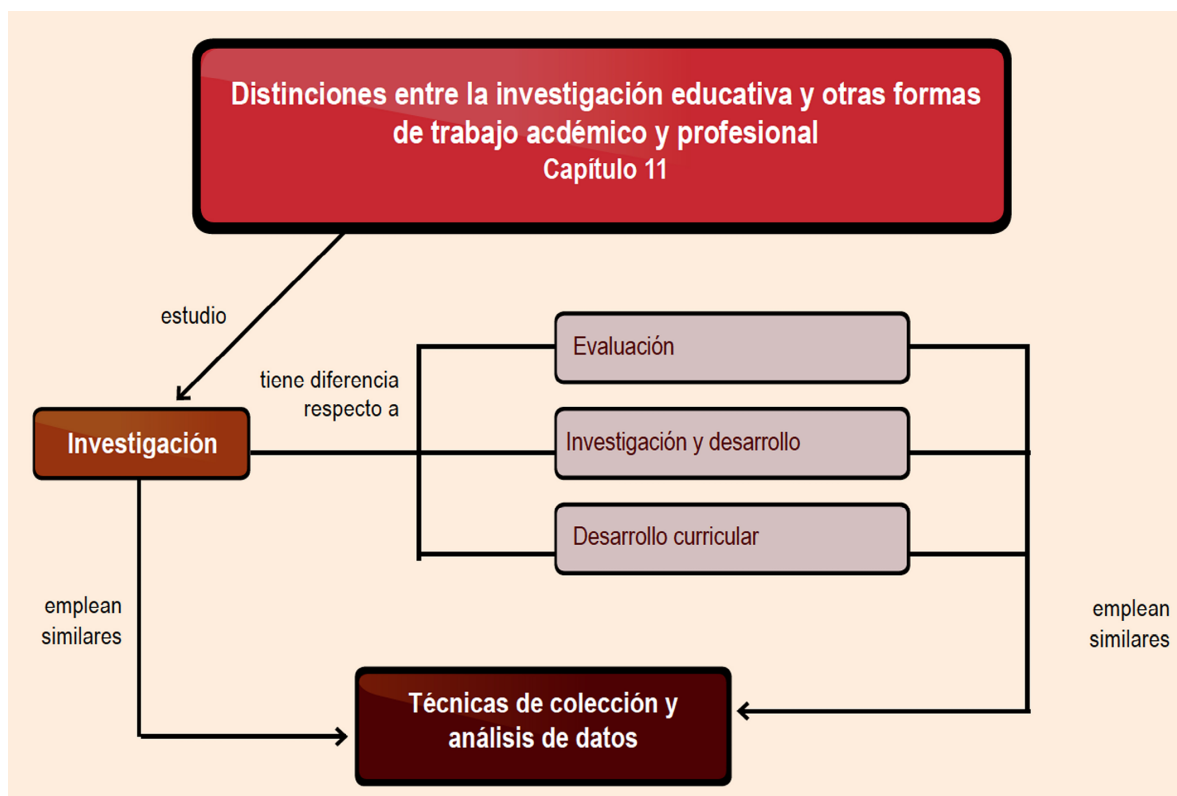 Distinciones entre la investigación educativa y otras formas
de trabajo acdémico y profesional
Capítulo 11
estudio
tiene diferencia
respecto a
Evaluación
Investigación
Investigación y desarrollo
Desarrollo curricular
emplean
similares
emplean
similares
Técnicas de colección y
análisis de datos